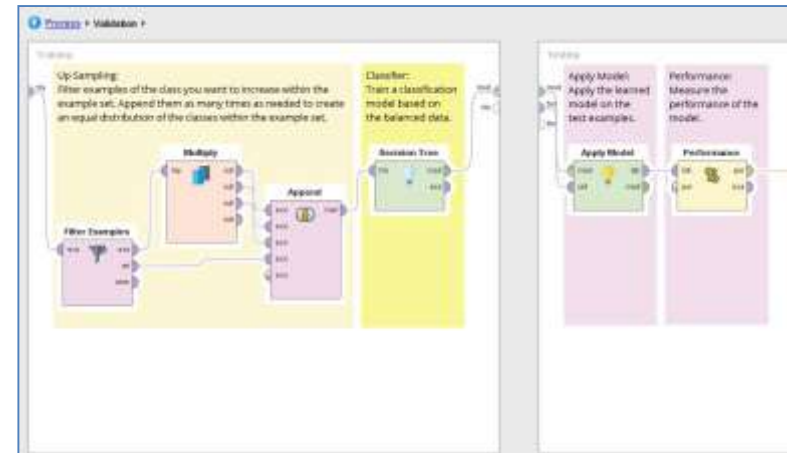 Process ▸ Validation ▸
Training
Testing
Up-Sampling:
Filter examples of the class you want to increase within the
example set. Append them as many times as needed to create
an equal distribution of the classes within the example set.
Classifier:
Train a classification
model based on
the balanced data.
Apply Model:
Apply the learned
model on the
test examples.
Performance:
Measure the
performance of the
model.
Multiply
Append
Filter Examples
Decision Tree
Apply Model
Performance